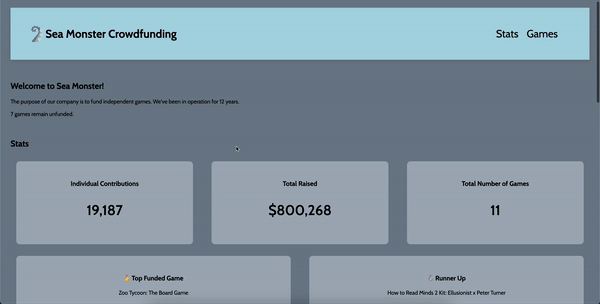 Sea Monster Crowdfunding
Stats Games
Welcome to Sea Monster!
The purpose of our company is to fund independent games. We've been in operation for 12 years.
7 games remain unfunded.
Stats
Individual Contributions
19,187
Total Raised
$800,268
Total Number of Games
11
Top Funded Game
Zoo Tycoon: The Board Game
Runner Up
How to Read Minds 2 Kit: Ellusionist x Peter Turner